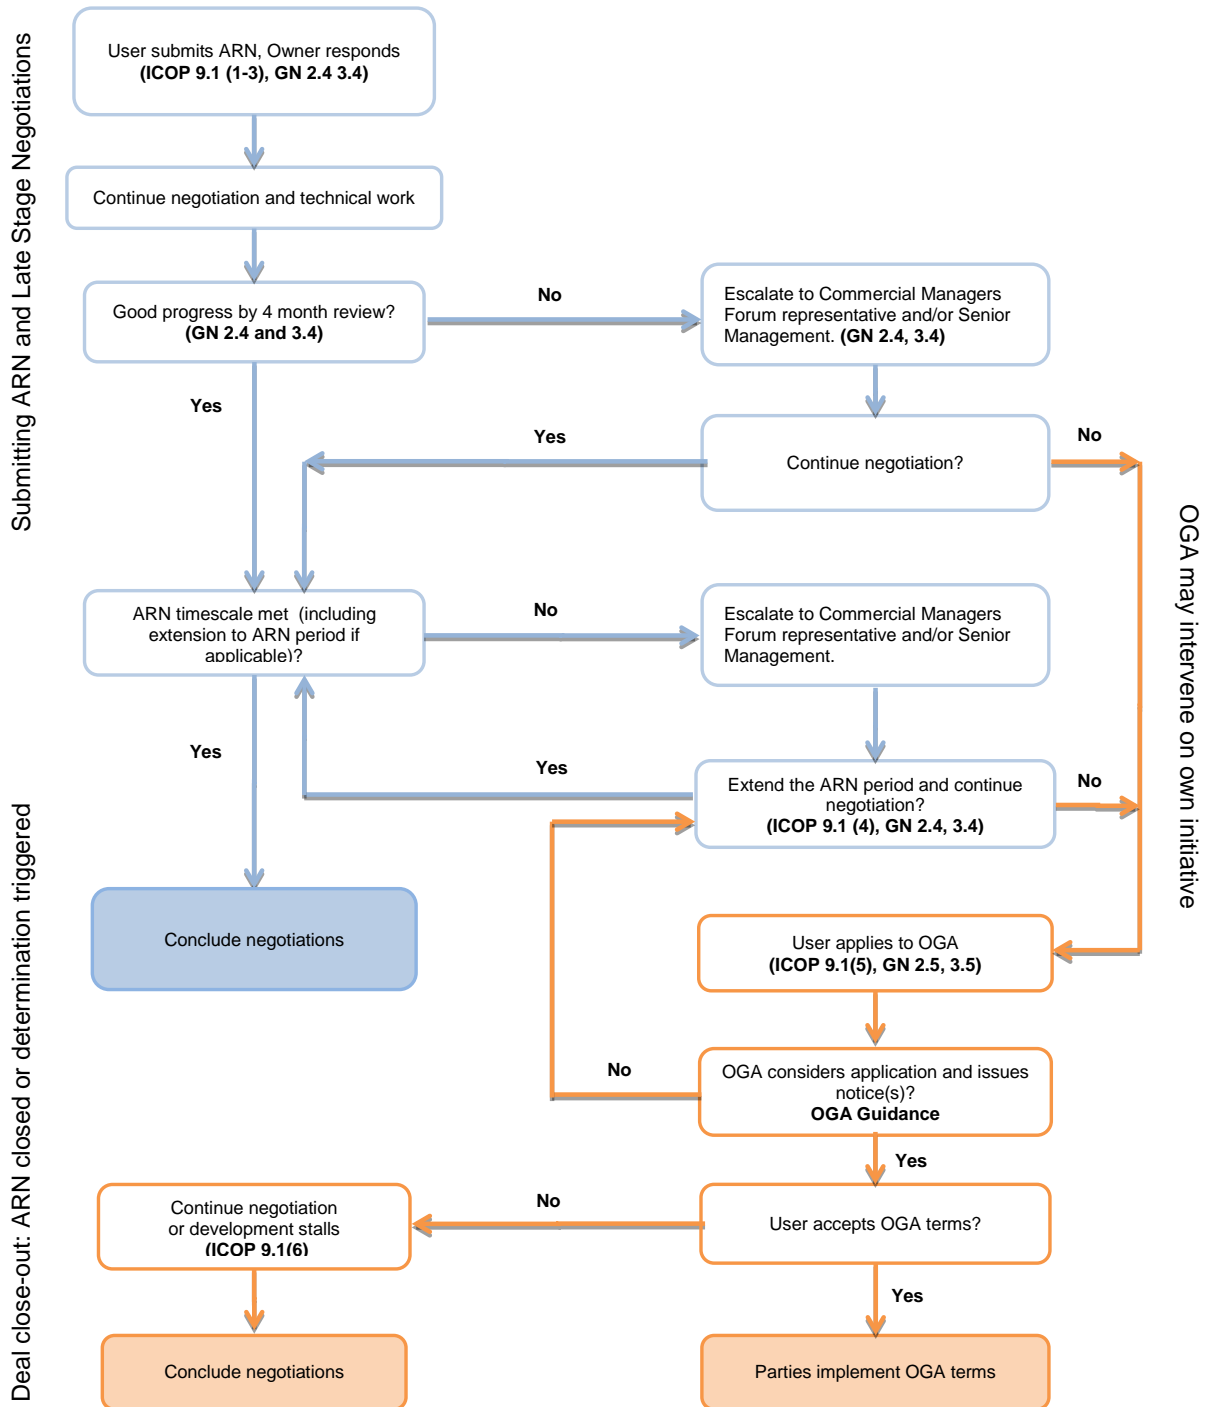 Submitting ARN and Late Stage Negotiations
User submits ARN, Owner responds
(ICOP 9.1 (1-3), GN 2.4 3.4)
Continue negotiation and technical work
Good progress by 4 month review?
(GN 2.4 and 3.4)
No
Escalate to Commercial Managers
Forum representative and/or Senior
Management. (GN 2.4, 3.4)
Yes
Yes
Continue negotiation?
No
OGA may intervene on own initiative
ARN timescale met  (including
extension to ARN period if
applicable)?
No
Escalate to Commercial Managers
Forum representative and/or Senior
Management.
Yes
Yes
Extend the ARN period and continue
negotiation?
(ICOP 9.1 (4), GN 2.4, 3.4)
No
Deal close-out: ARN closed or determination triggered
Conclude negotiations
User applies to OGA
(ICOP 9.1(5), GN 2.5, 3.5)
No
OGA considers application and issues
notice(s)?
OGA Guidance
Yes
Continue negotiation
or development stalls
(ICOP 9.1(6)
No
User accepts OGA terms?
Yes
Conclude negotiations
Parties implement OGA terms